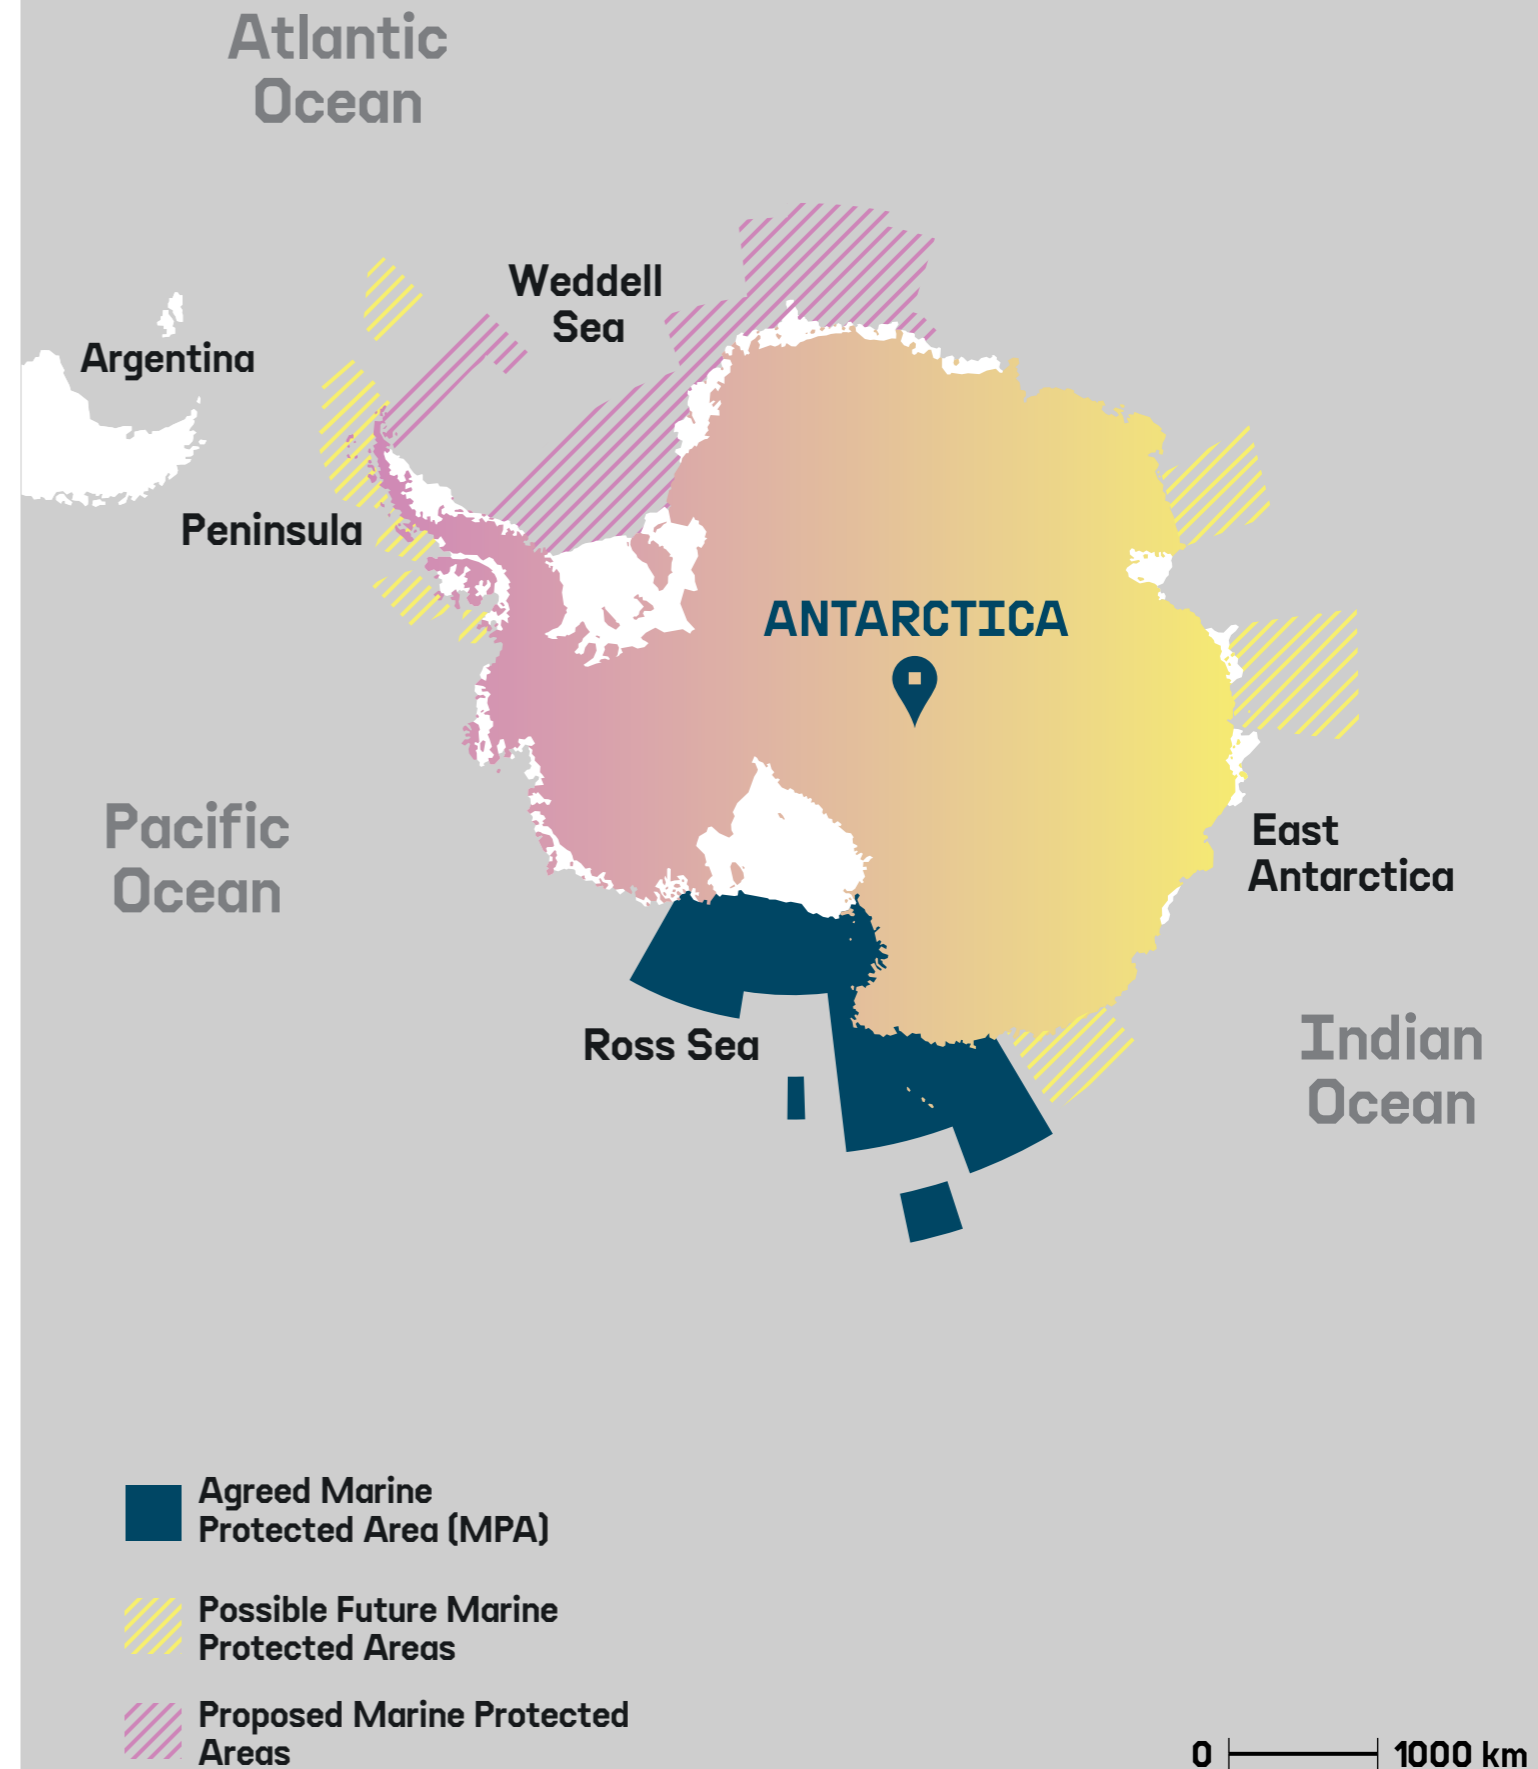 Atlantic
Ocean
Weddell
Sea
Argentina
Peninsula
ANTARCTICA
Pacific
Ocean
East
Antarctica
Ross Sea
Indian
Ocean
Agreed Marine
Protected Area (MPA)
Possible Future Marine
Protected Areas
Proposed Marine Protected
Areas
0 1000 km